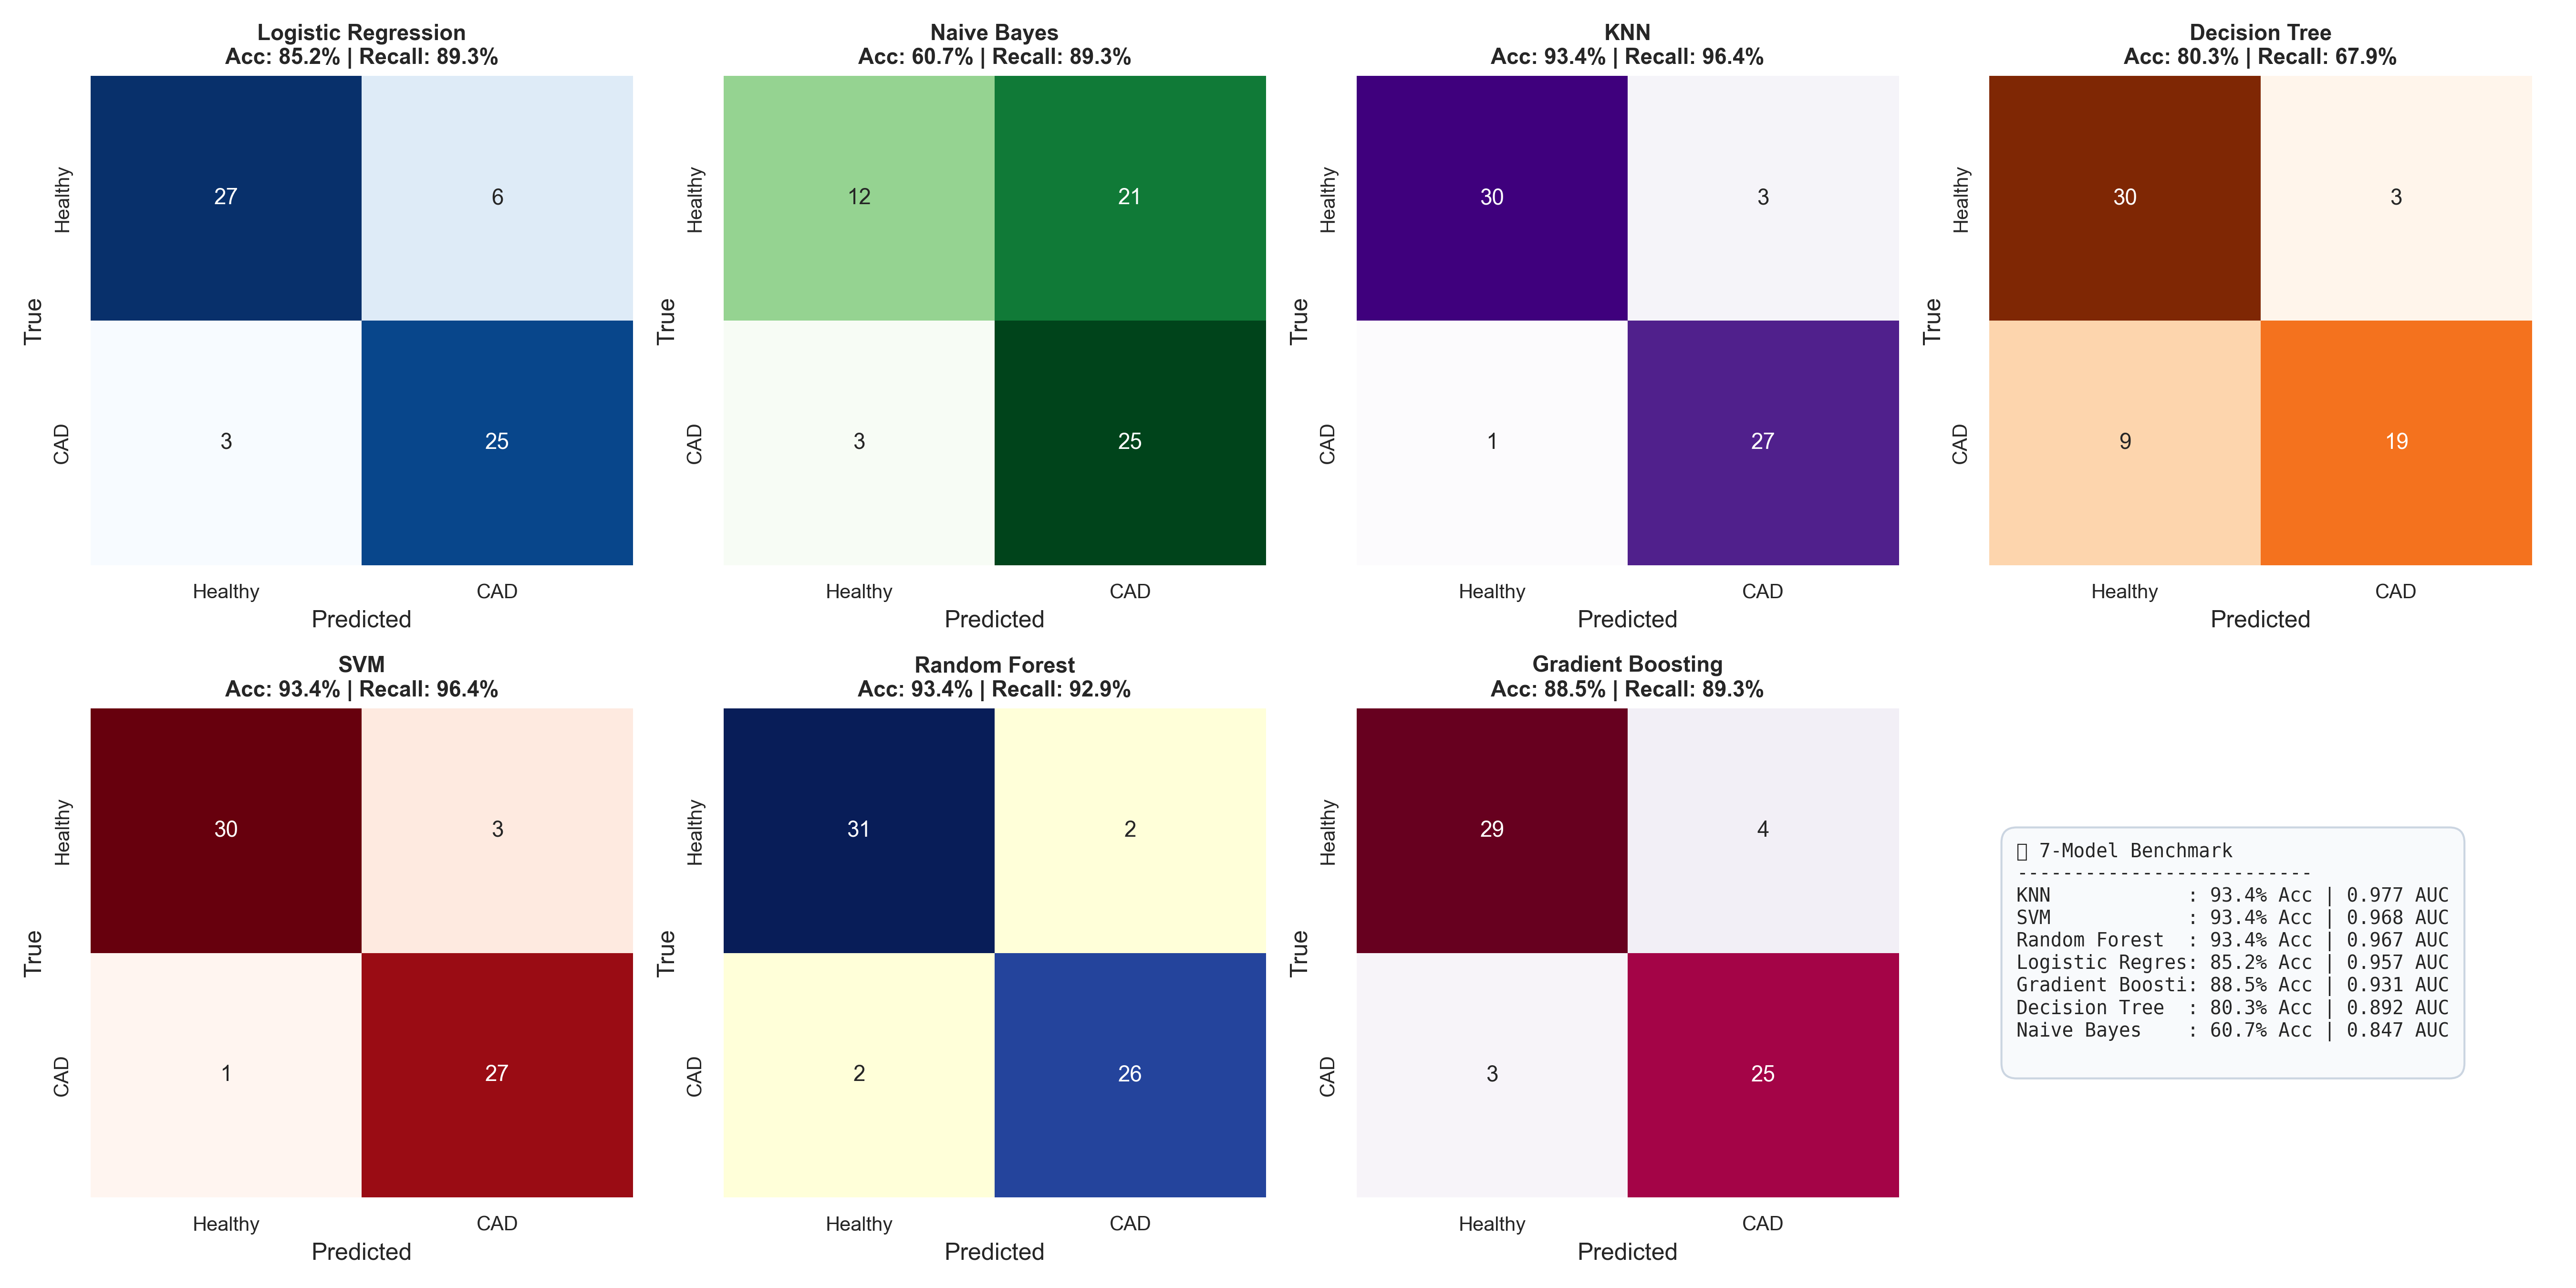 Logistic Regression
Acc: 85.2% | Recall: 89.3%
True
Healthy
CAD
27
6
3
25
Healthy
CAD
Predicted
Naive Bayes
Acc: 60.7% | Recall: 89.3%
True
Healthy
CAD
12
21
3
25
Healthy
CAD
Predicted
KNN
Acc: 93.4% | Recall: 96.4%
True
Healthy
CAD
30
3
1
27
Healthy
CAD
Predicted
Decision Tree
Acc: 80.3% | Recall: 67.9%
True
Healthy
CAD
30
3
9
19
Healthy
CAD
Predicted
SVM
Acc: 93.4% | Recall: 96.4%
True
Healthy
CAD
30
3
1
27
Healthy
CAD
Predicted
Random Forest
Acc: 93.4% | Recall: 92.9%
True
Healthy
CAD
31
2
2
26
Healthy
CAD
Predicted
Gradient Boosting
Acc: 88.5% | Recall: 89.3%
True
Healthy
CAD
29
4
3
25
Healthy
CAD
Predicted
7-Model Benchmark
--------------------------
KNN            : 93.4% Acc | 0.977 AUC
SVM            : 93.4% Acc | 0.968 AUC
Random Forest  : 93.4% Acc | 0.967 AUC
Logistic Regres: 85.2% Acc | 0.957 AUC
Gradient Boosti: 88.5% Acc | 0.931 AUC
Decision Tree  : 80.3% Acc | 0.892 AUC
Naive Bayes    : 60.7% Acc | 0.847 AUC